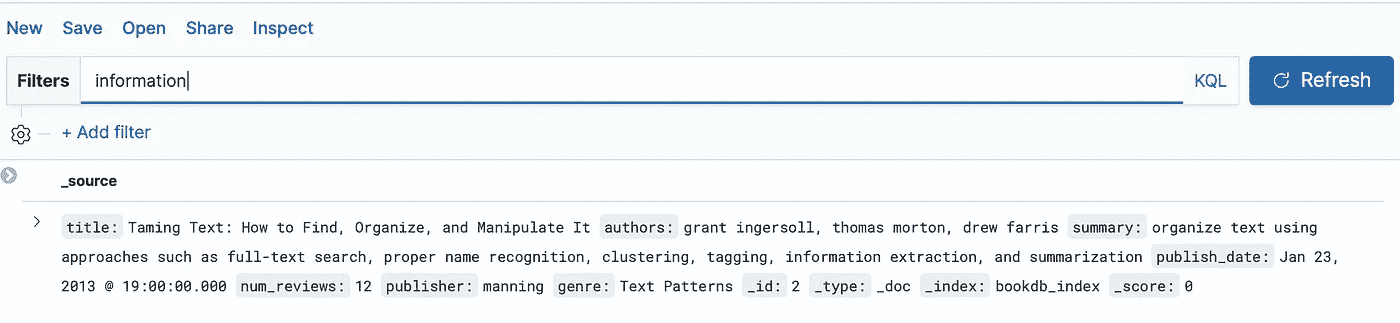 New Save Open Share Inspect
Filters information KQL Refresh
+ Add filter
_source
title: Taming Text: How to Find, Organize, and Manipulate It authors: grant ingersoll, thomas morton, drew farris summary: organize text using
approaches such as full-text search, proper name recognition, clustering, tagging, information extraction, and summarization publish_date: Jan 23,
2013 @ 19:00:00.000 num_reviews: 12 publisher: manning genre: Text Patterns _id: 2 _type: _doc _index: bookdb_index _score: 0